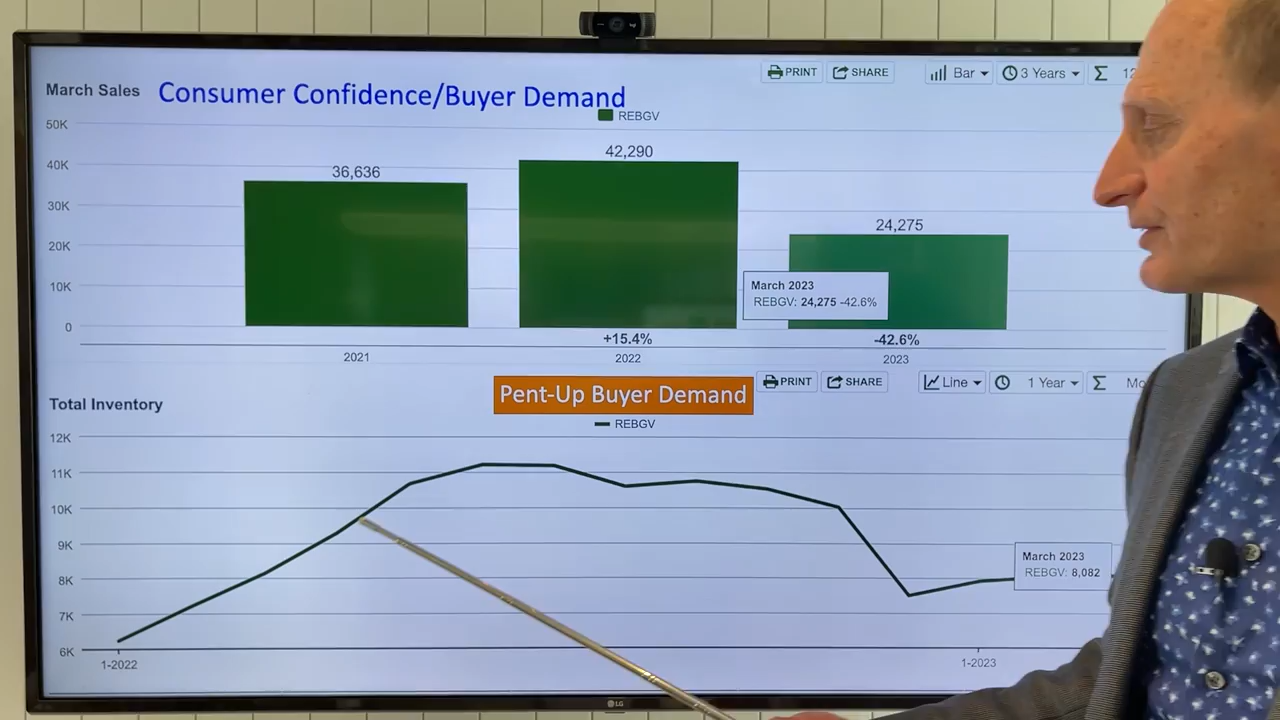 PRINT SHARE Bar 3 Years Σ 12
March Sales Consumer Confidence/Buyer Demand
REBGV
50K
40K
30K
20K
10K
0
36,636
42,290
24,275
March 2023
REBGV: 24,275 -42.6%
+15.4% -42.6%
2021 2022 2023
Pent-Up Buyer Demand PRINT SHARE Line 1 Year Σ Mo
Total Inventory
REBGV
12K
11K
10K
9K
8K
7K
6K
March 2023
REBGV: 8,082
1-2022 1-2023
LG